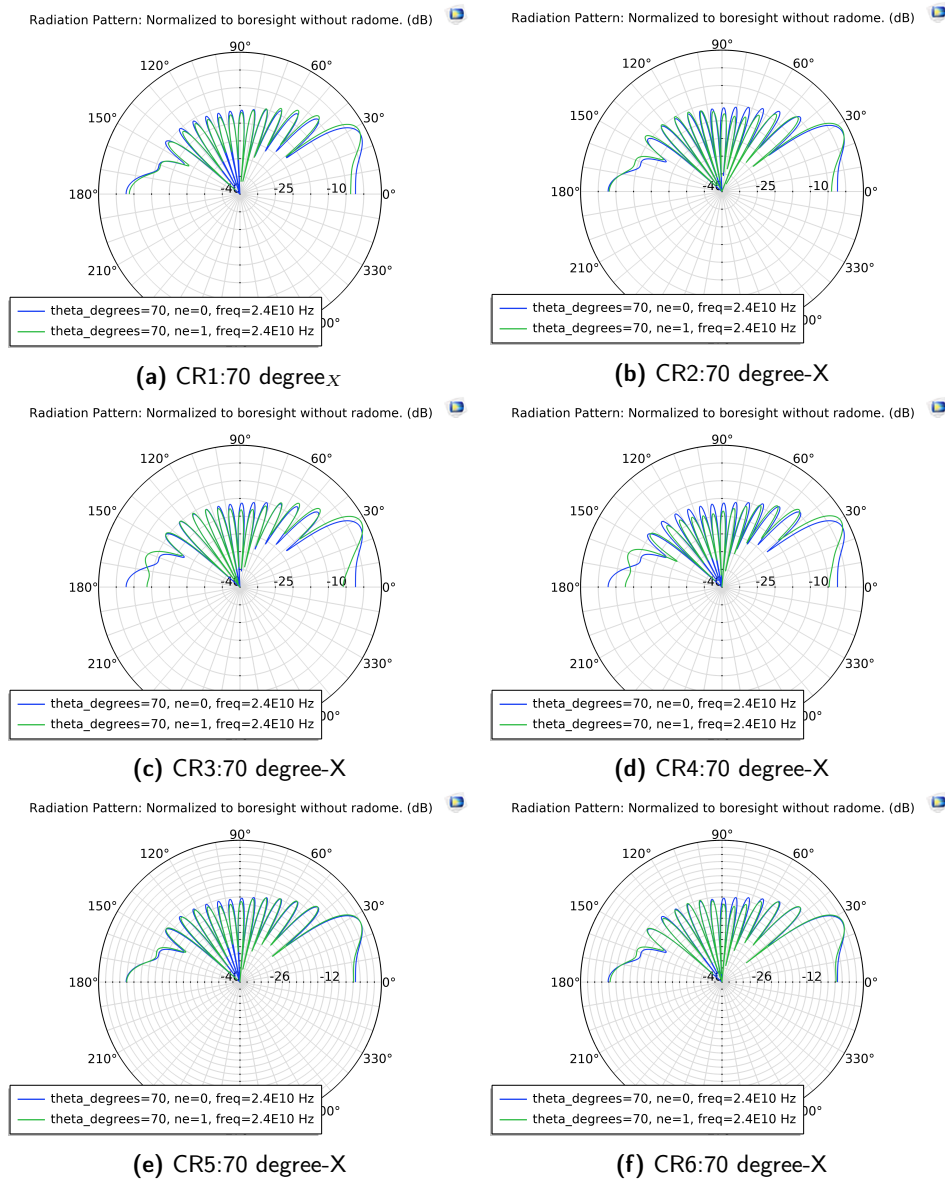 Radiation Pattern: Normalized to boresight without radome. (dB)
90°
120° 60°
150° 30°
180° -40 -25 -10 0°
210° 330°
theta_degrees=70, ne=0, freq=2.4E10 Hz
theta_degrees=70, ne=1, freq=2.4E10 Hz
00°
(a) CR1:70 degreeX
Radiation Pattern: Normalized to boresight without radome. (dB)
90°
120° 60°
150° 30°
180° -40 -25 -10 0°
210° 330°
theta_degrees=70, ne=0, freq=2.4E10 Hz
theta_degrees=70, ne=1, freq=2.4E10 Hz
00°
(b) CR2:70 degree-X
Radiation Pattern: Normalized to boresight without radome. (dB)
90°
120° 60°
150° 30°
180° -40 -25 -10 0°
210° 330°
theta_degrees=70, ne=0, freq=2.4E10 Hz
theta_degrees=70, ne=1, freq=2.4E10 Hz
00°
(c) CR3:70 degree-X
Radiation Pattern: Normalized to boresight without radome. (dB)
90°
120° 60°
150° 30°
180° -40 -25 -10 0°
210° 330°
theta_degrees=70, ne=0, freq=2.4E10 Hz
theta_degrees=70, ne=1, freq=2.4E10 Hz
00°
(d) CR4:70 degree-X
Radiation Pattern: Normalized to boresight without radome. (dB)
90°
120° 60°
150° 30°
180° -40 -26 -12 0°
210° 330°
theta_degrees=70, ne=0, freq=2.4E10 Hz
theta_degrees=70, ne=1, freq=2.4E10 Hz
00°
(e) CR5:70 degree-X
Radiation Pattern: Normalized to boresight without radome. (dB)
90°
120° 60°
150° 30°
180° -40 -26 -12 0°
210° 330°
theta_degrees=70, ne=0, freq=2.4E10 Hz
theta_degrees=70, ne=1, freq=2.4E10 Hz
00°
(f) CR6:70 degree-X